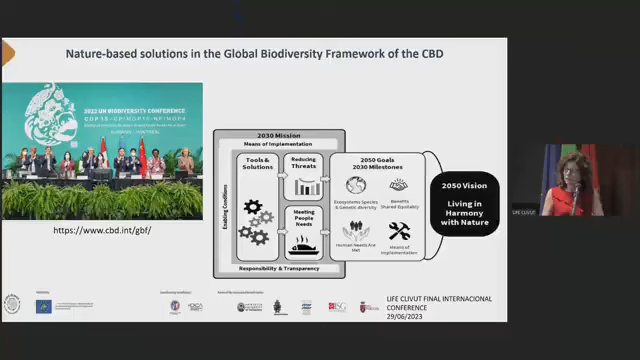 Nature-based solutions in the Global Biodiversity Framework of the CBD
2022 UN BIODIVERSITY CONFERENCE
https://www.cbd.int/gbf/
2030 Mission
Means of Implementation
Enabling Conditions
Tools &
Solutions
Reducing
Threats
Meeting
People
Needs
Responsibility & Transparency
2050 Goals
2030 Milestones
Ecosystems Species
& Genetic diversity
Benefits
Shared Equitably
Human Needs Are
Met
Means of
Implementation
2050 Vision
Living in
Harmony
with Nature
LIFE CLIVUT FINAL INTERNACIONAL
CONFERENCE
29/06/2023
LIFE CLIVUT